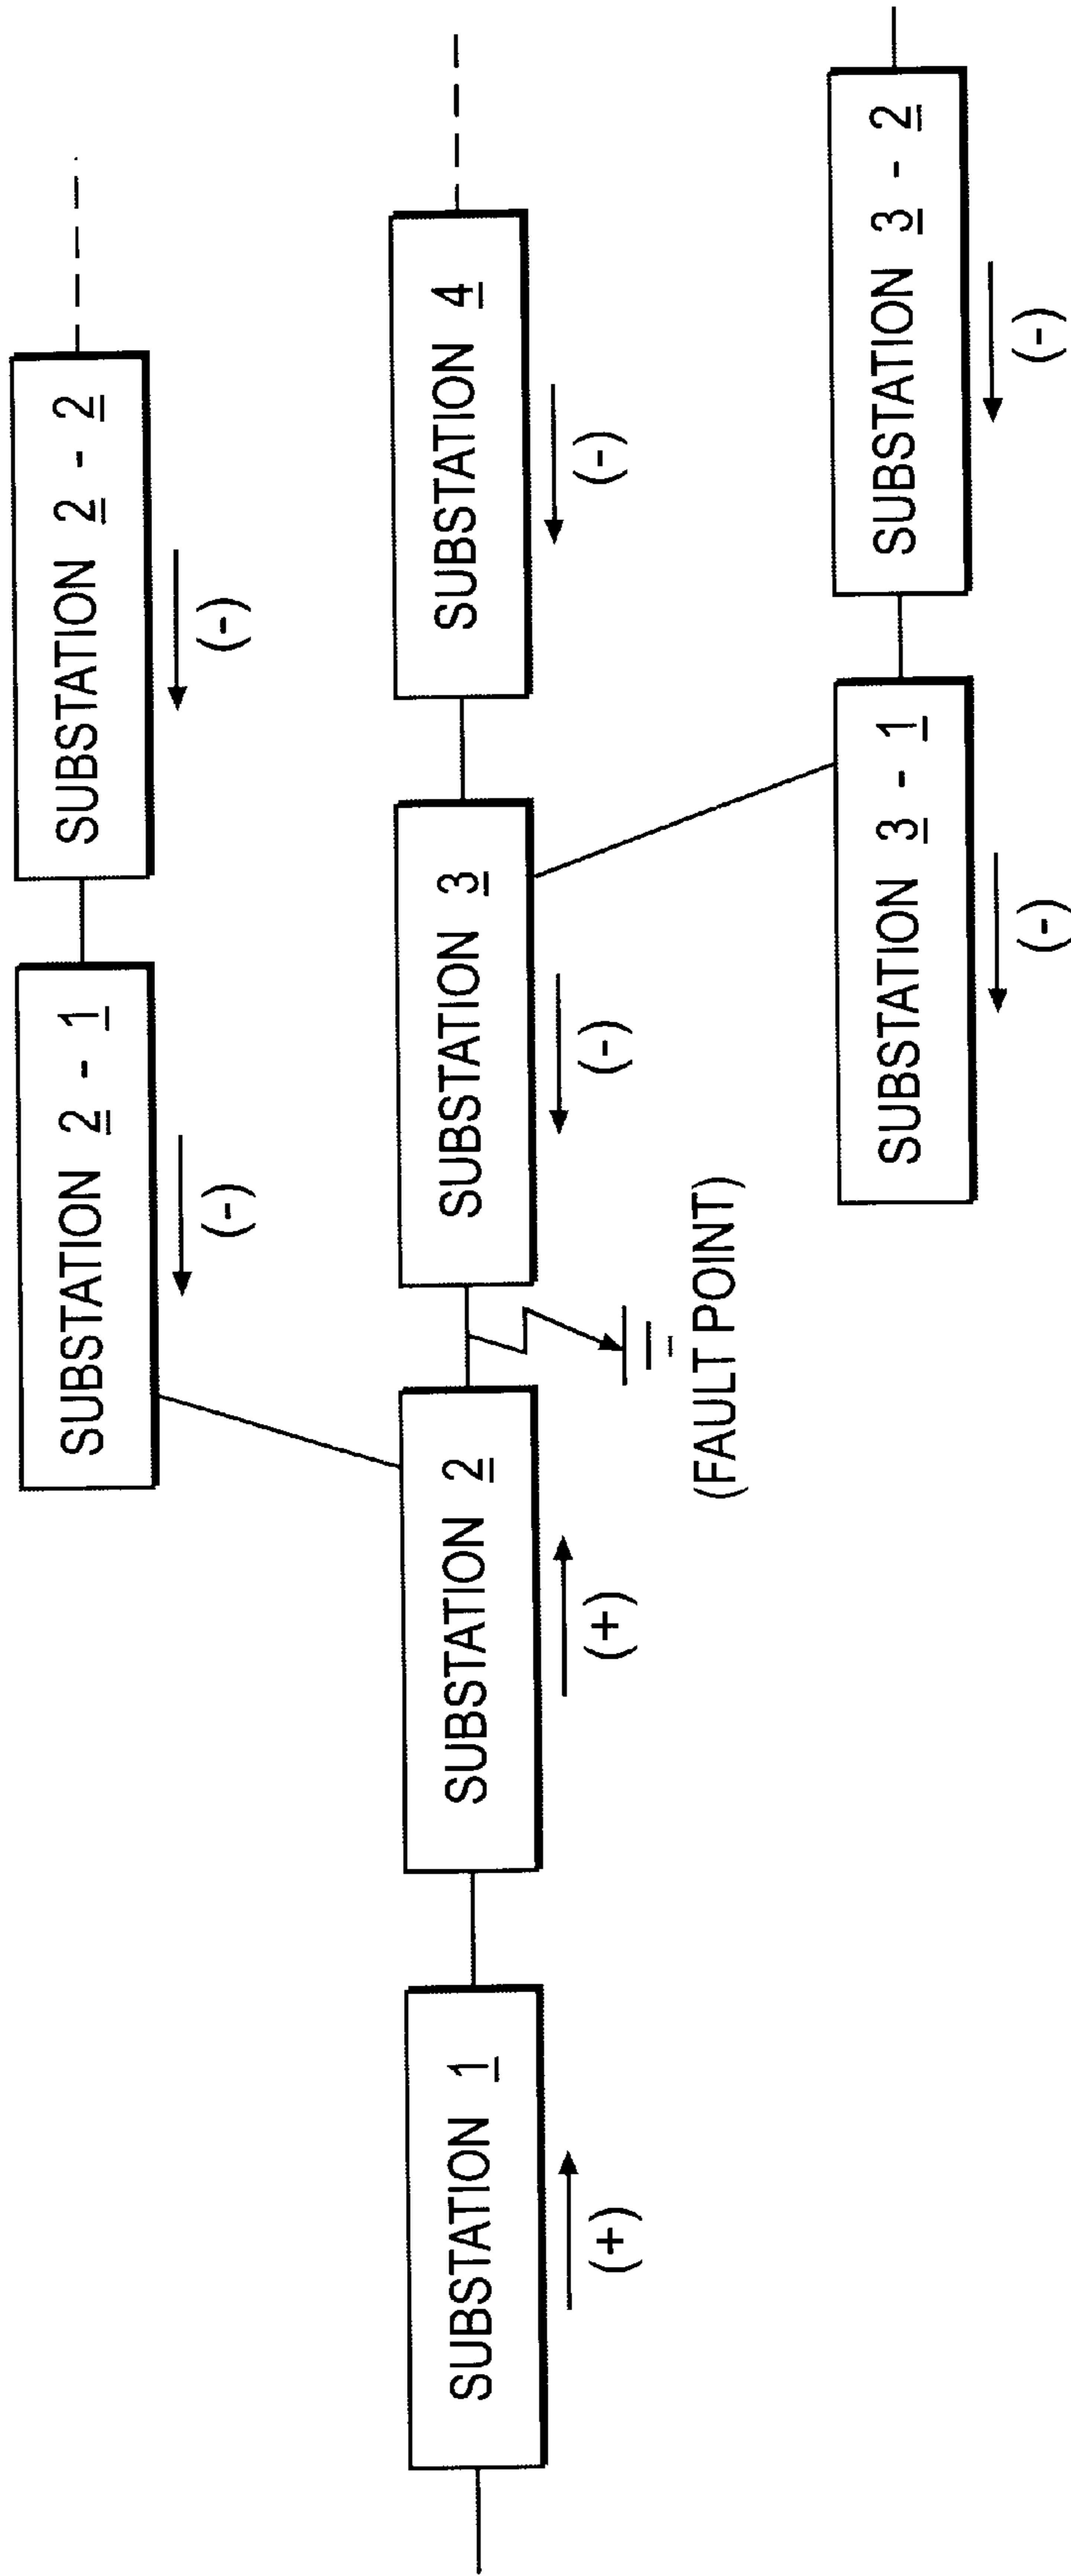 SUBSTATION 2 - 1
(-)
SUBSTATION 2 - 2
(-)
SUBSTATION 1
(+)
SUBSTATION 2
(+)
(FAULT POINT)
SUBSTATION 3
(-)
SUBSTATION 4
(-)
SUBSTATION 3 - 1
(-)
SUBSTATION 3 - 2
(-)